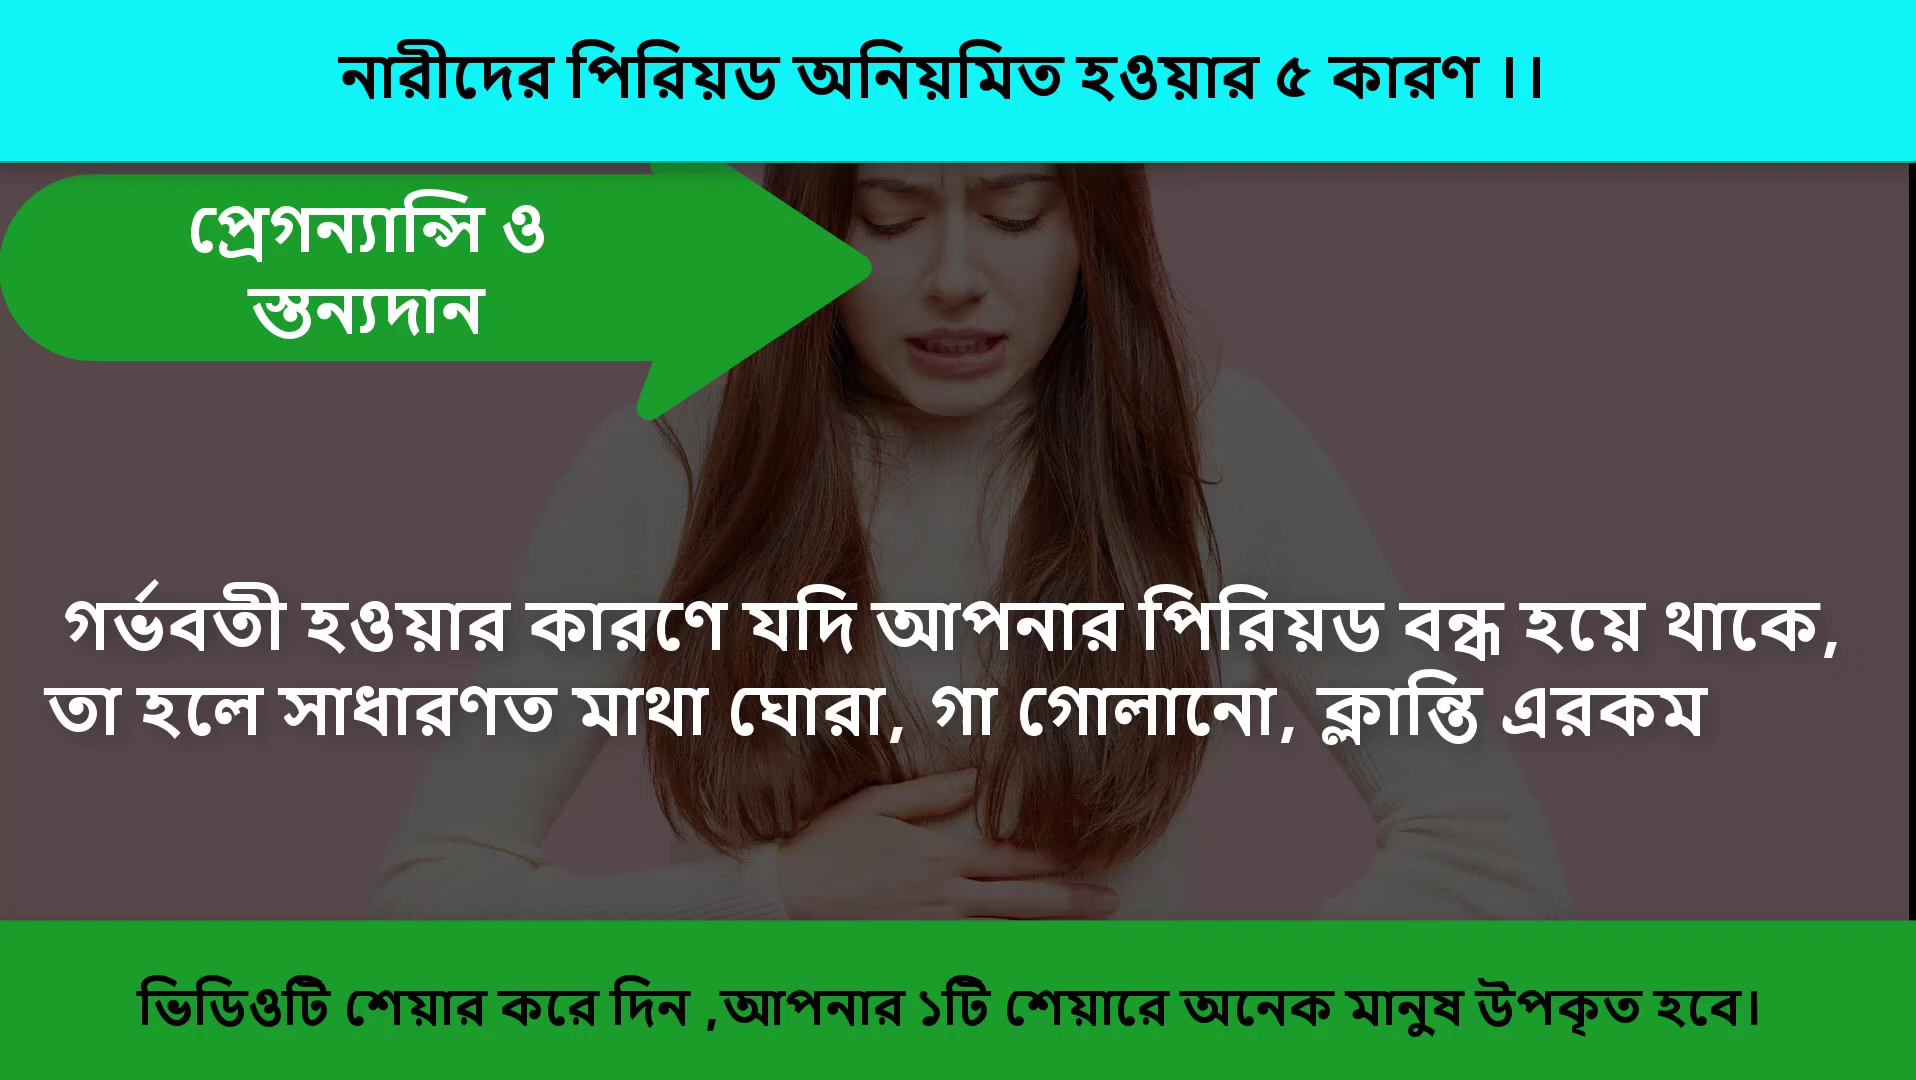 নারীদের পিরিয়ড অনিয়মিত হওয়ার ৫ কারণ ।।
প্রেগন্যান্সি ও
স্তন্যদান
গর্ভবতী হওয়ার কারণে যদি আপনার পিরিয়ড বন্ধ হয়ে থাকে,
তা হলে সাধারণত মাথা ঘোরা, গা গোলানো, ক্লান্তি এরকম
ভিডিওটি শেয়ার করে দিন ,আপনার ১টি শেয়ারে অনেক মানুষ উপকৃত হবে।